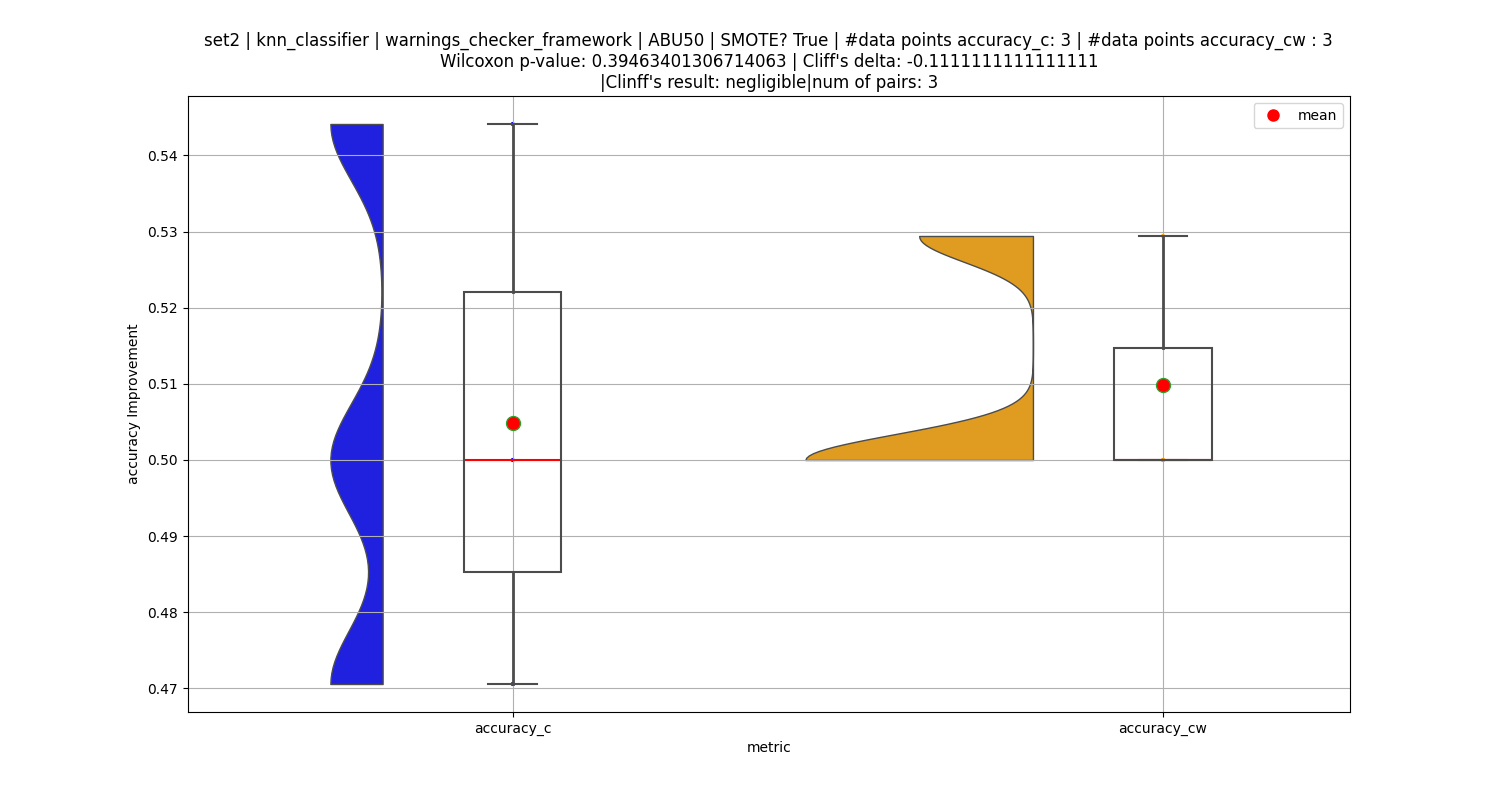 set2 | knn_classifier | warnings_checker_framework | ABU50 | SMOTE? True | #data points accuracy_c: 3 | #data points accuracy_cw : 3
Wilcoxon p-value: 0.39463401306714063 | Cliff's delta: -0.1111111111111111
|Clinff's result: negligible|num of pairs: 3
mean
0.54
0.53
0.52
0.51
0.50
0.49
0.48
0.47
accuracy Improvement
accuracy_c
accuracy_cw
metric